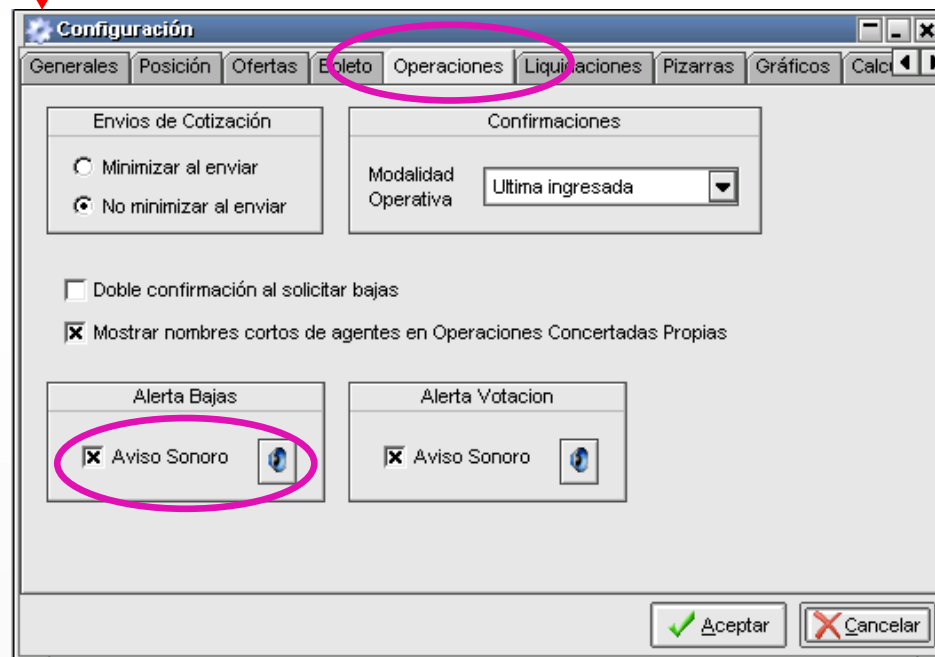 Configuración
Generales Posición Ofertas Boleto Operaciones Liquidaciones Pizarras Gráficos
Envios de Cotización
Minimizar al enviar
No minimizar al enviar
Confirmaciones
Modalidad
Operativa
Ultima ingresada
Doble confirmación al solicitar bajas
Mostrar nombres cortos de agentes en Operaciones Concertadas Propias
Alerta Bajas
Aviso Sonoro
Alerta Votacion
Aviso Sonoro
Aceptar Cancelar